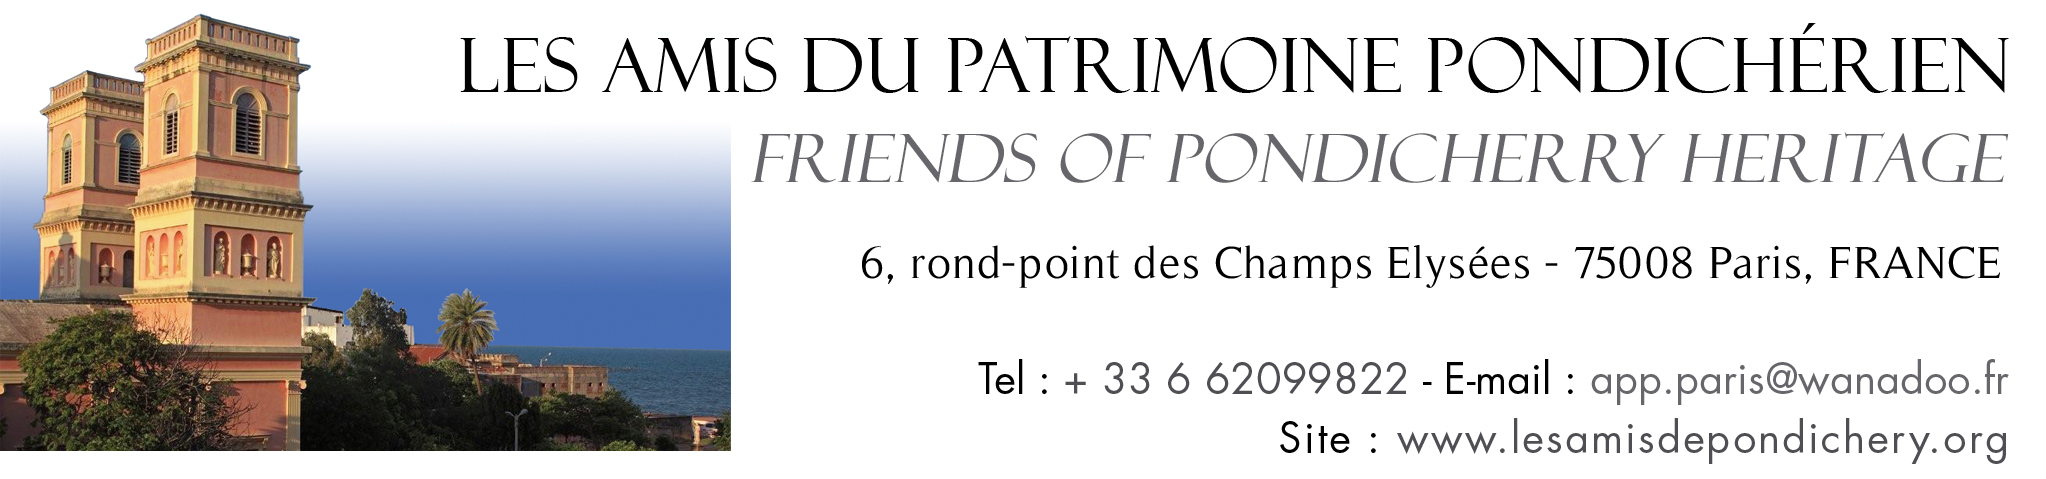 LES AMIS DU PATRIMOINE PONDICHÉRIEN
FRIENDS OF PONDICHERRY HERITAGE
6, rond-point des Champs Elysées - 75008 Paris, FRANCE
Tel : + 33 6 62099822 - E-mail : app.paris@wanadoo.fr
Site : www.lesamisdepondichery.org